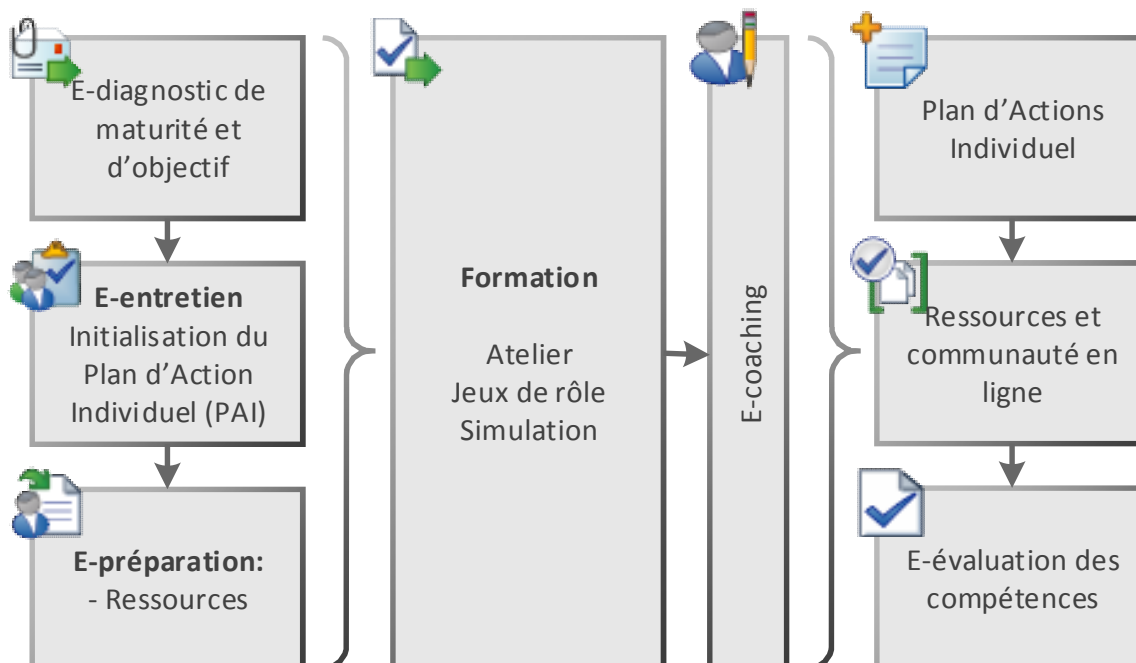 E-diagnostic de
maturité et
d’objectif
E-entretien
Initialisation du
Plan d’Action
Individuel (PAI)
E-préparation:
- Ressources
Formation
Atelier
Jeux de rôle
Simulation
E-coaching
Plan d’Actions
Individuel
Ressources et
communauté en
ligne
E-évaluation des
compétences